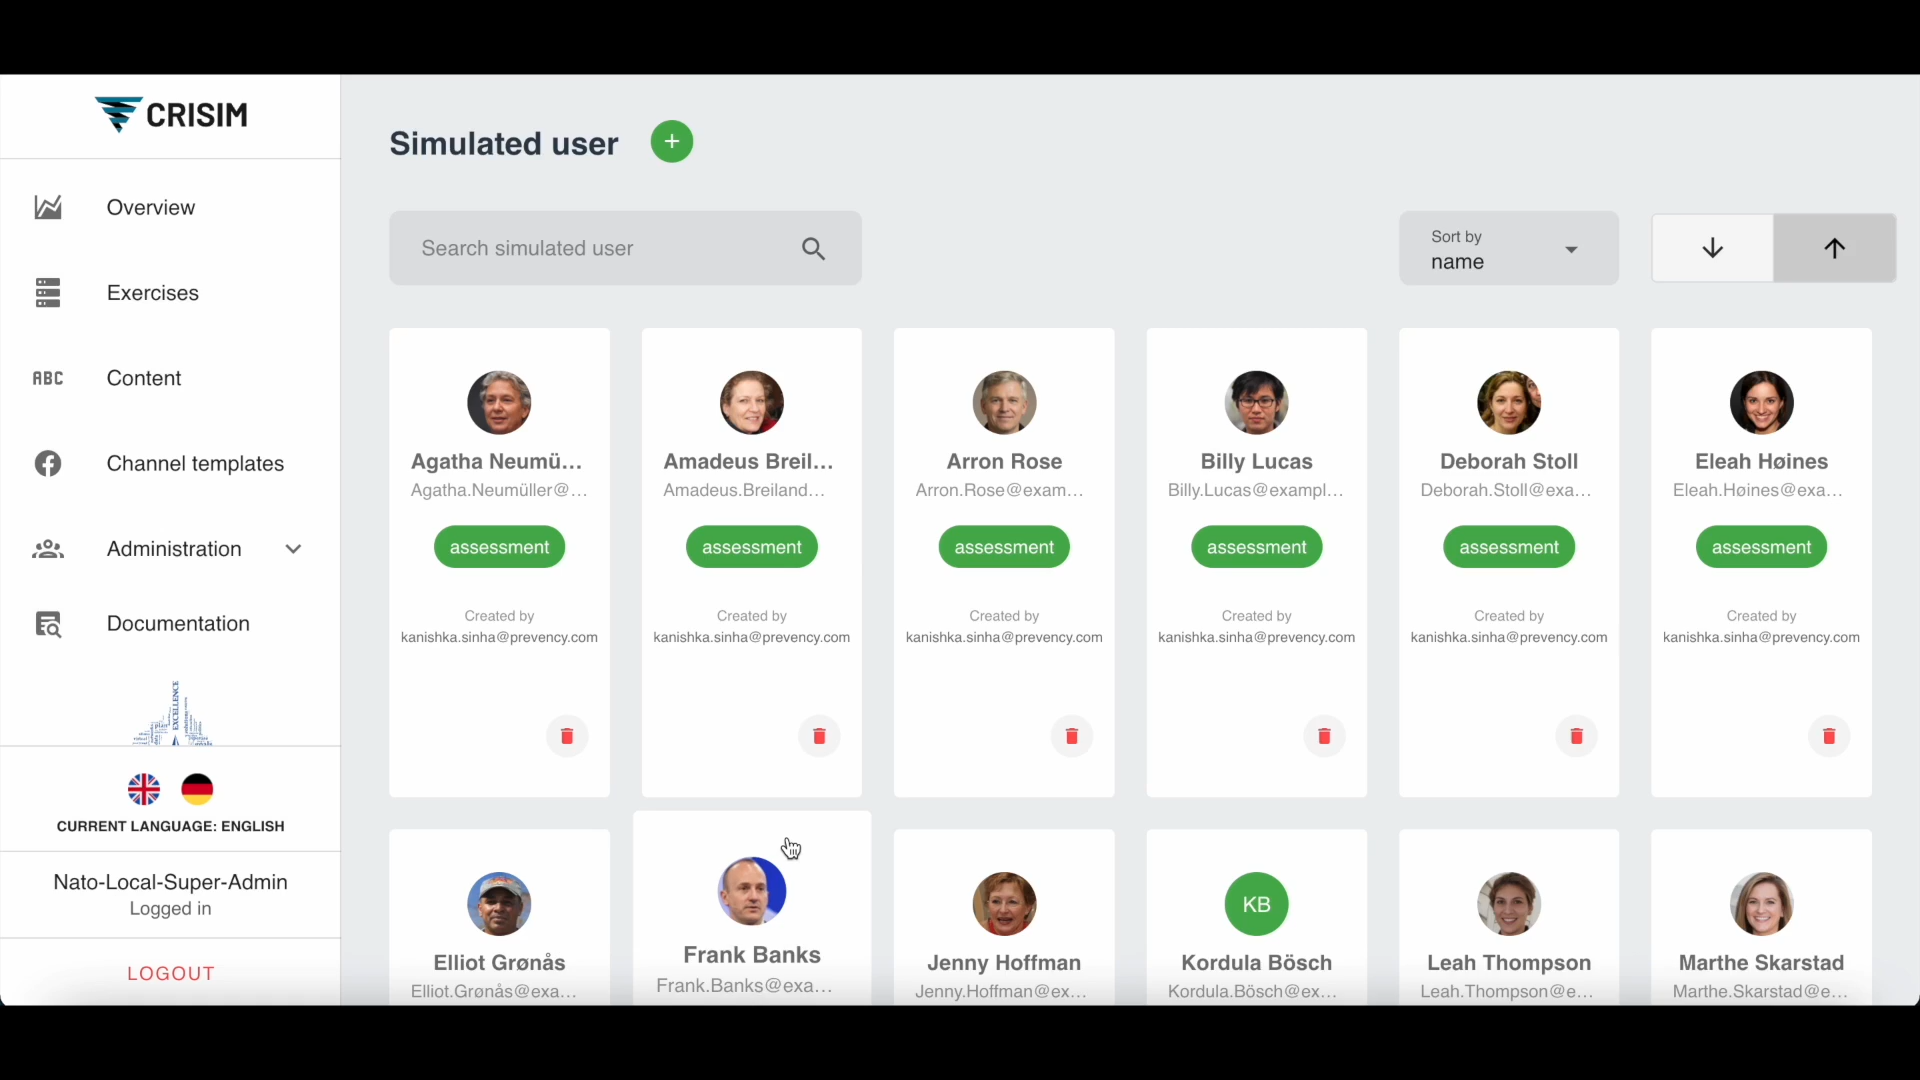 CRISIM
Overview
Exercises
ABC
Content
Channel templates
Administration
Documentation
EXCELLENCE
CURRENT LANGUAGE: ENGLISH
Nato-Local-Super-Admin
Logged in
LOGOUT
Simulated user
+
Search simulated user
Sort by
name
Agatha Neumü...
Agatha.Neumüller@...
assessment
Created by
kanishka.sinha@prevency.com
Amadeus Breil...
Amadeus.Breiland...
assessment
Created by
kanishka.sinha@prevency.com
Arron Rose
Arron.Rose@exam...
assessment
Created by
kanishka.sinha@prevency.com
Billy Lucas
Billy.Lucas@exampl...
assessment
Created by
kanishka.sinha@prevency.com
Deborah Stoll
Deborah.Stoll@exa...
assessment
Created by
kanishka.sinha@prevency.com
Eleah Høines
Eleah.Høines@exa...
assessment
Created by
kanishka.sinha@prevency.com
Elliot Grønås
Elliot.Grønås@exa...
Frank Banks
Frank.Banks@exa...
Jenny Hoffman
Jenny.Hoffman@ex...
KB
Kordula Bösch
Kordula.Bösch@ex...
Leah Thompson
Leah.Thompson@e...
Marthe Skarstad
Marthe.Skarstad@e...